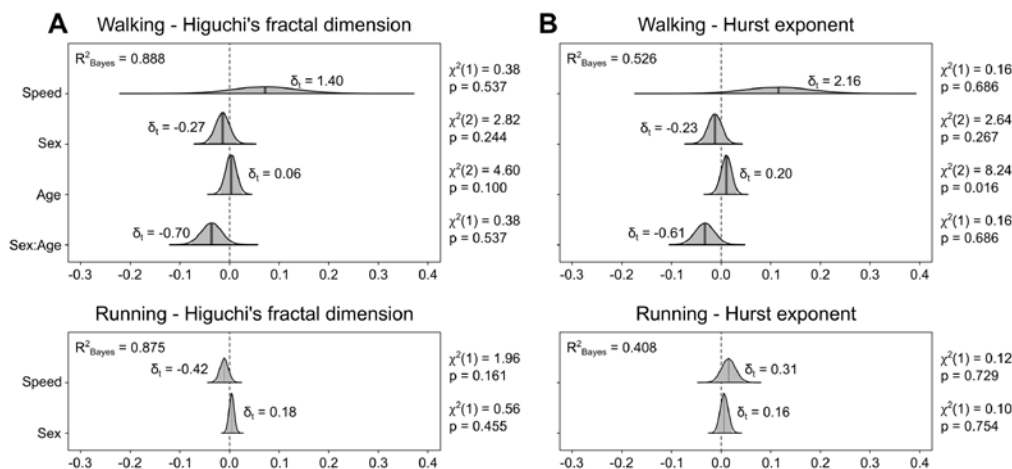 A
Walking - Higuchi's fractal dimension
R²Bayes = 0.888
Speed
δt = 1.40
χ²(1) = 0.38
p = 0.537
Sex
δt = -0.27
χ²(2) = 2.82
p = 0.244
Age
δt = 0.06
χ²(2) = 4.60
p = 0.100
Sex:Age
δt = -0.70
χ²(1) = 0.38
p = 0.537
-0.3 -0.2 -0.1 0.0 0.1 0.2 0.3 0.4
B
Walking - Hurst exponent
R²Bayes = 0.526
δt = 2.16
χ²(1) = 0.16
p = 0.686
δt = -0.23
χ²(2) = 2.64
p = 0.267
δt = 0.20
χ²(2) = 8.24
p = 0.016
δt = -0.61
χ²(1) = 0.16
p = 0.686
-0.3 -0.2 -0.1 0.0 0.1 0.2 0.3 0.4
Running - Higuchi's fractal dimension
R²Bayes = 0.875
Speed
δt = -0.42
χ²(1) = 1.96
p = 0.161
Sex
δt = 0.18
χ²(1) = 0.56
p = 0.455
-0.3 -0.2 -0.1 0.0 0.1 0.2 0.3 0.4
Running - Hurst exponent
R²Bayes = 0.408
δt = 0.31
χ²(1) = 0.12
p = 0.729
δt = 0.16
χ²(1) = 0.10
p = 0.754
-0.3 -0.2 -0.1 0.0 0.1 0.2 0.3 0.4